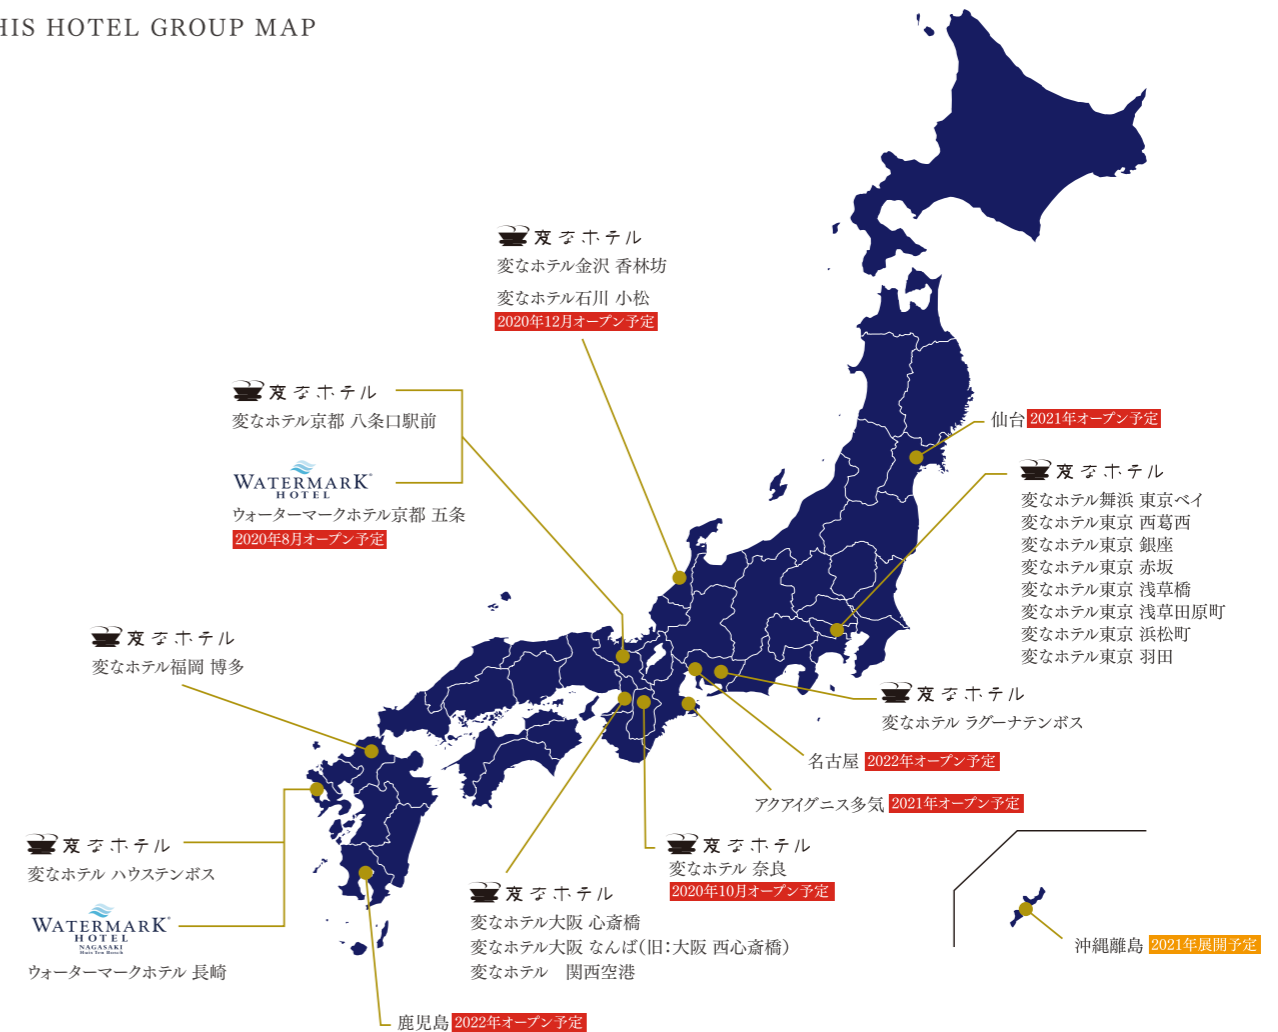 HIS HOTEL GROUP MAP
変なホテル
変なホテル金沢 香林坊
変なホテル石川 小松
2020年12月オープン予定
変なホテル
変なホテル京都 八条口駅前
WATERMARK
HOTEL
ウォーターマークホテル京都 五条
2020年8月オープン予定
仙台 2021年オープン予定
変なホテル
変なホテル舞浜 東京ベイ
変なホテル東京 西葛西
変なホテル東京 銀座
変なホテル東京 赤坂
変なホテル東京 浅草橋
変なホテル東京 浅草田原町
変なホテル東京 浜松町
変なホテル東京 羽田
変なホテル
変なホテル福岡 博多
変なホテル
変なホテル ラグーナテンボス
名古屋 2022年オープン予定
アクアイグニス多気 2021年オープン予定
変なホテル
変なホテル 奈良
2020年10月オープン予定
変なホテル
変なホテル ハウステンボス
WATERMARK
HOTEL
NAGASAKI
Huis Ten Bosch
ウォーターマークホテル 長崎
変なホテル
変なホテル大阪 心斎橋
変なホテル大阪 なんば(旧:大阪 西心斎橋)
変なホテル 関西空港
沖縄離島 2021年展開予定
鹿児島 2022年オープン予定